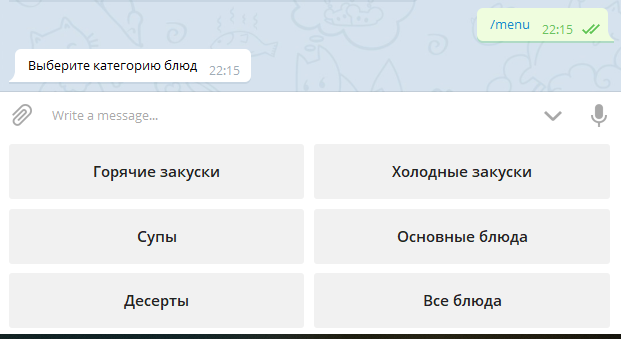 /menu 22:15
Выберите категорию блюд 22:15
Write a message...
Горячие закуски Холодные закуски
Супы Основные блюда
Десерты Все блюда